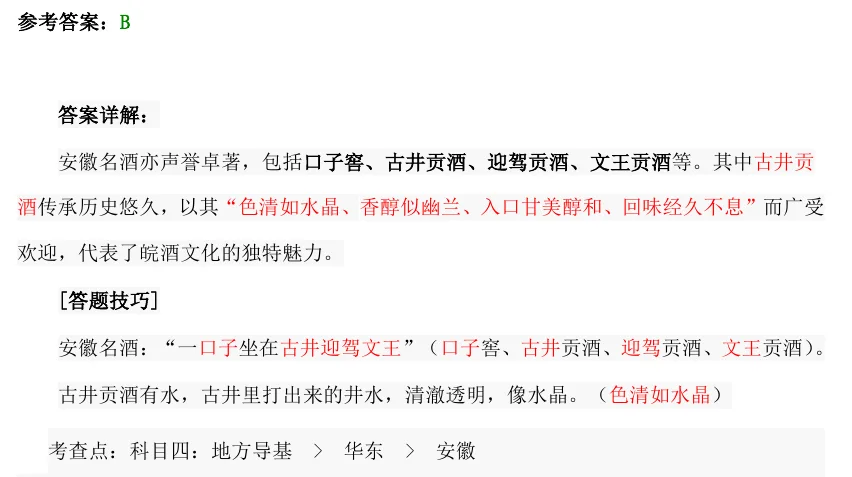 参考答案：B
答案详解：
安徽名酒亦声誉卓著，包括口子窖、古井贡酒、迎驾贡酒、文王贡酒等。其中古井贡
酒传承历史悠久，以其“色清如水晶、香醇似幽兰、入口甘美醇和、回味经久不息”而广受
欢迎，代表了皖酒文化的独特魅力。
[答题技巧]
安徽名酒：“一口子坐在古井迎驾文王”（口子窖、古井贡酒、迎驾贡酒、文王贡酒）。
古井贡酒有水，古井里打出来的井水，清澈透明，像水晶。（色清如水晶）
考查点：科目四：地方导基 > 华东 > 安徽